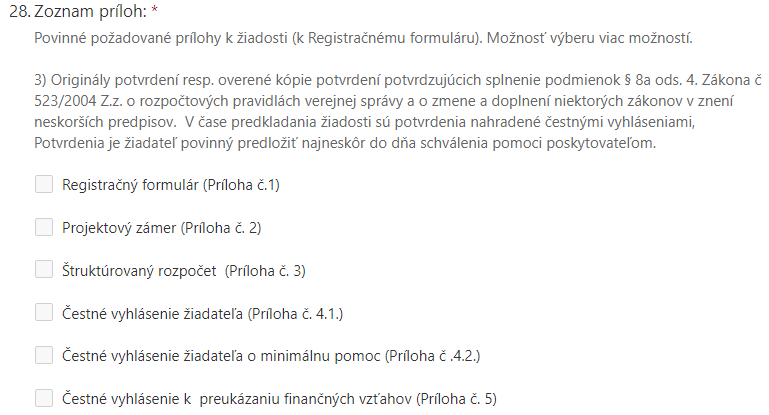 28. Zoznam príloh: *
Povinné požadované prílohy k žiadosti (k Registračnému formuláru). Možnosť výberu viac možností.
3) Originály potvrdení resp. overené kópie potvrdení potvrdzujúcich splnenie podmienok § 8a ods. 4. Zákona č
523/2004 Z.z. o rozpočtových pravidlách verejnej správy a o zmene a doplnení niektorých zákonov v znení
neskorších predpisov.  V čase predkladania žiadosti sú potvrdenia nahradené čestnými vyhláseniami,
Potvrdenia je žiadateľ povinný predložiť najneskôr do dňa schválenia pomoci poskytovateľom.
Registračný formulár (Príloha č.1)
Projektový zámer (Príloha č. 2)
Štruktúrovaný rozpočet  (Príloha č. 3)
Čestné vyhlásenie žiadateľa (Príloha č. 4.1.)
Čestné vyhlásenie žiadateľa o minimálnu pomoc (Príloha č .4.2.)
Čestné vyhlásenie k  preukázaniu finančných vzťahov (Príloha č. 5)